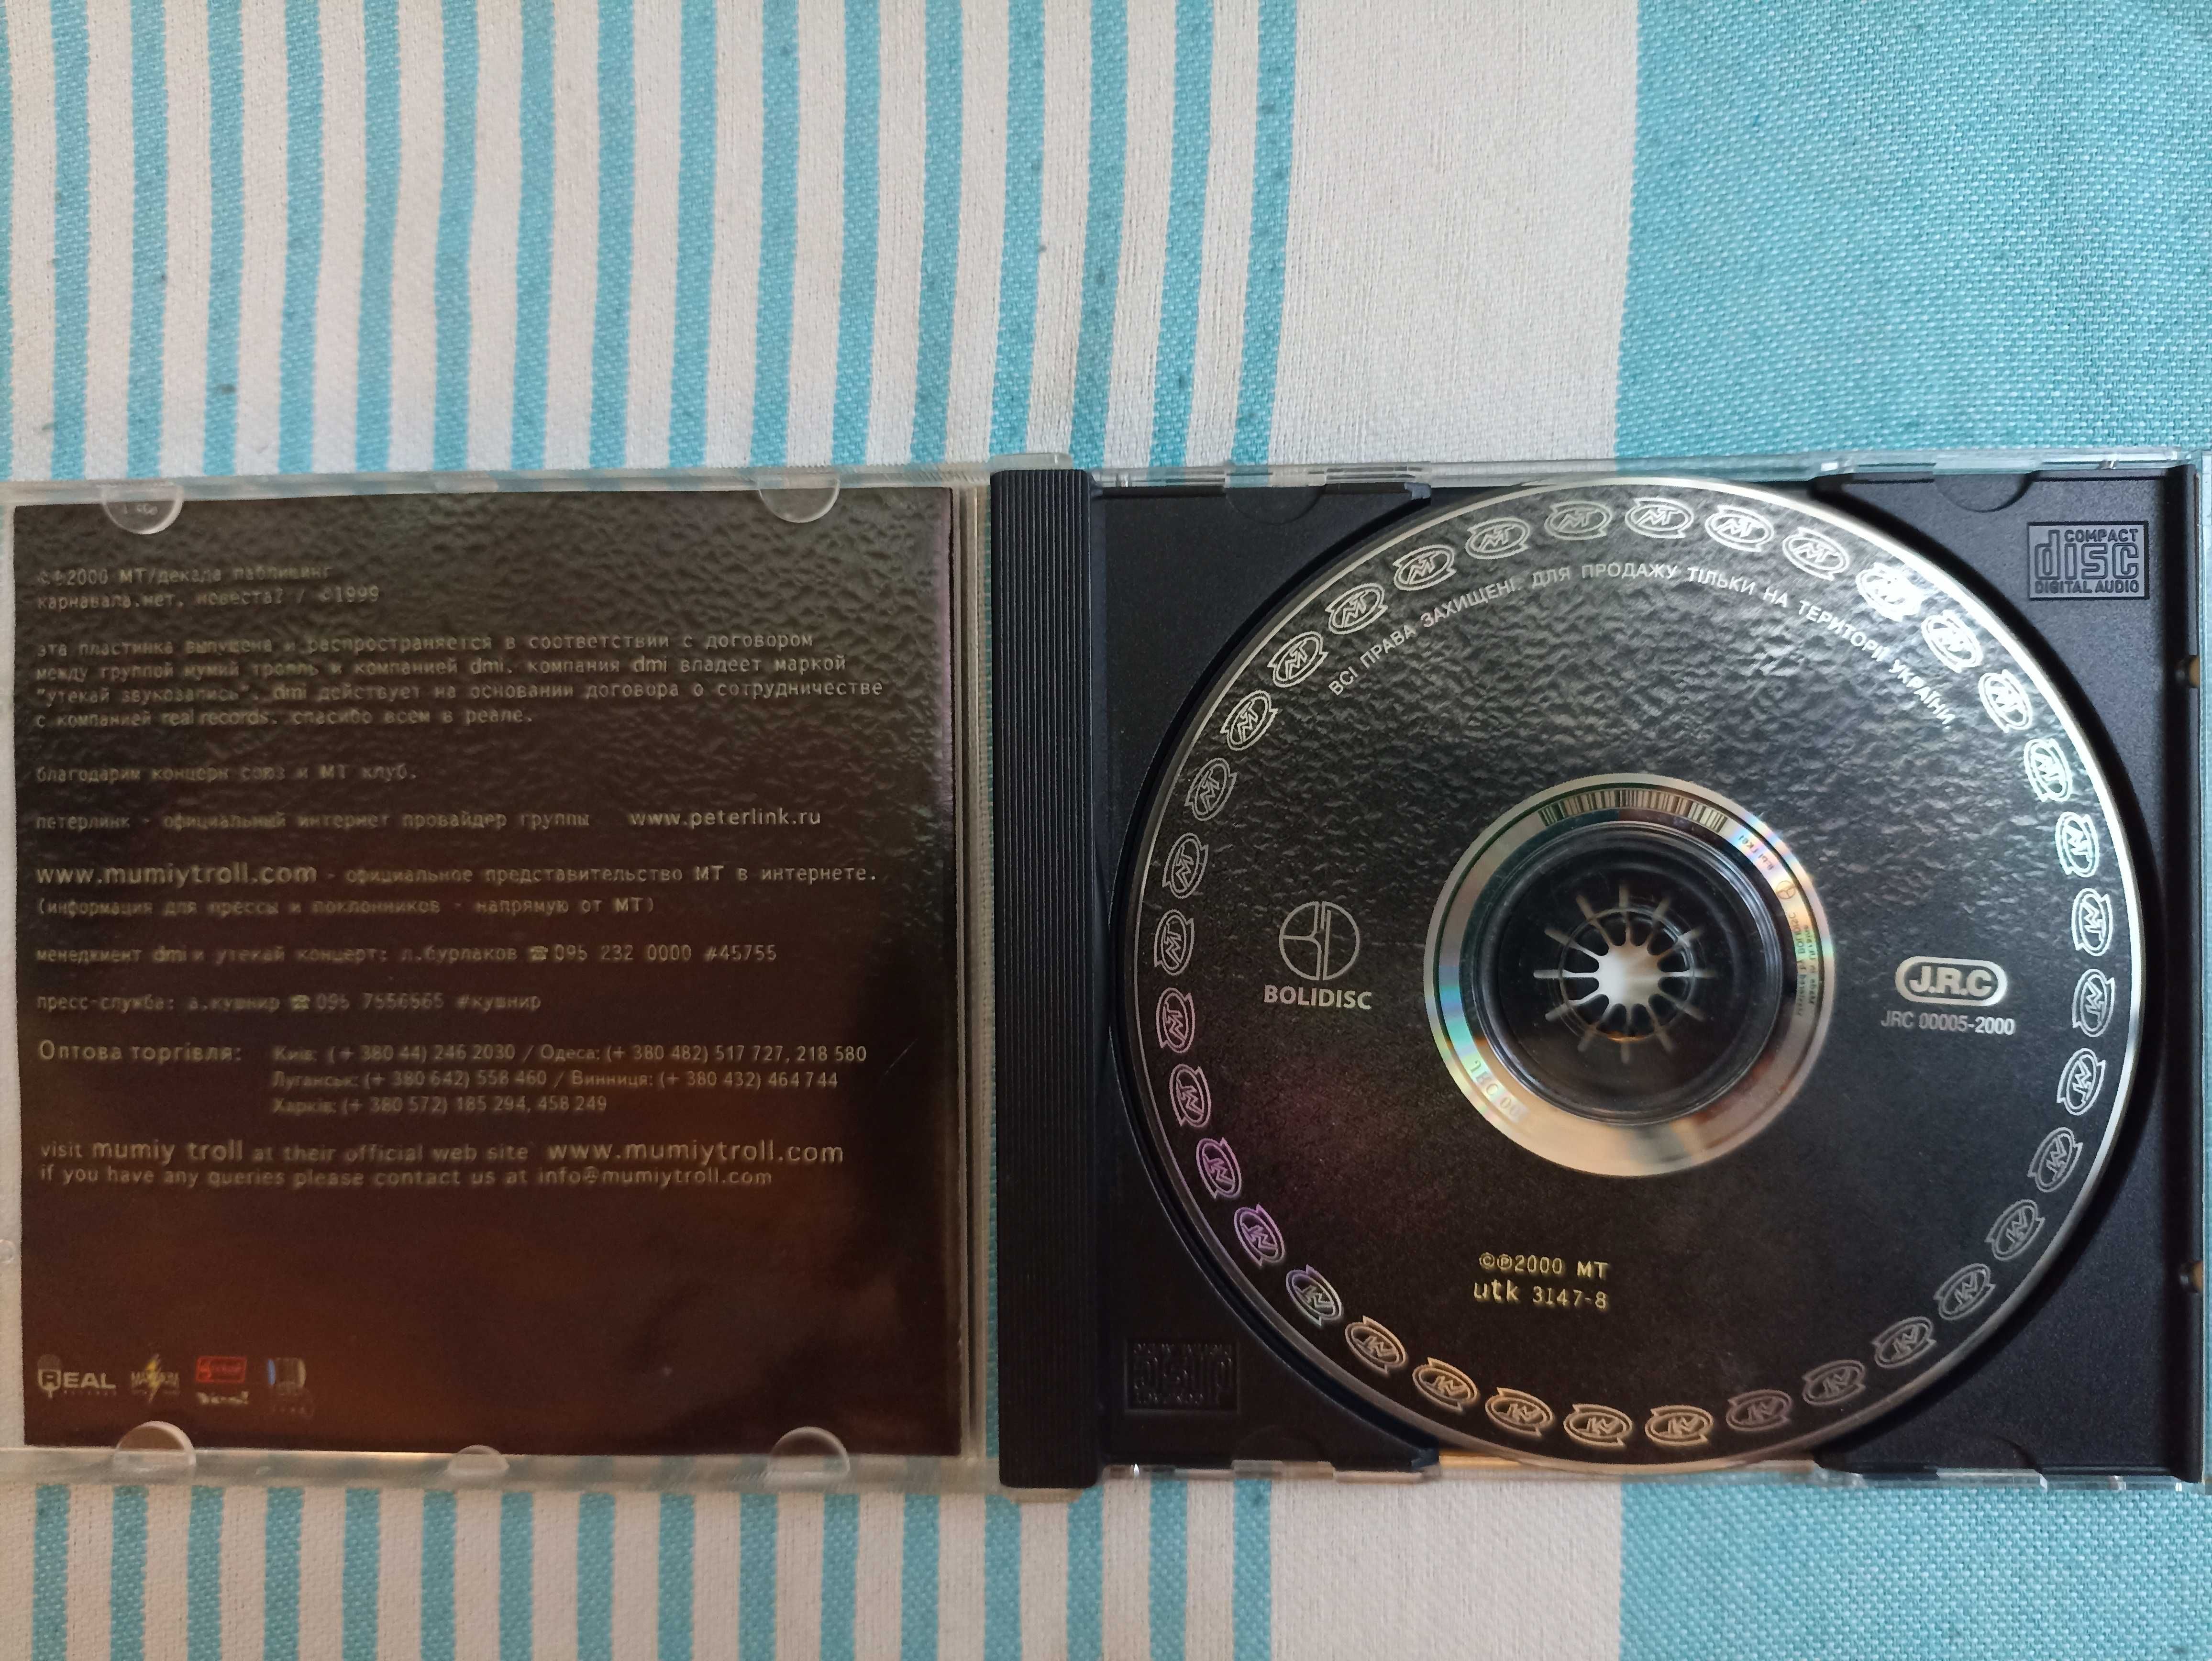 ©℗2000 МТ/декада паблишинг
карнавала.нет, невеста? / ©1999
эта пластинка выпущена и распространяется в соответствии с договором
между группой мумий тролль и компанией dmi. компания dmi владеет маркой
"утекай звукозапись". dmi действует на основании договора о сотрудничестве
с компанией real records. спасибо всем в реале.
благодарим концерн союз и МТ клуб.
петерлинк - официальный интернет провайдер группы www.peterlink.ru
www.mumiytroll.com - официальное представительство МТ в интернете.
(информация для прессы и поклонников - напрямую от МТ)
менеджмент dmi и утекай концерт: л.бурлаков ☎ 095 232 0000 #45755
пресс-служба: а.кушнир ☎ 095 7556565 #кушнир
Оптова торгівля: Київ: (+ 380 44) 246 2030 / Одеса: (+ 380 482) 517 727, 218 580
Луганськ: (+ 380 642) 558 460 / Винниця: (+ 380 432) 464 744
Харків: (+ 380 572) 185 294, 458 249
visit mumiy troll at their official web site www.mumiytroll.com
if you have any queries please contact us at info@mumiytroll.com
REAL
COMPACT
disc
DIGITAL AUDIO
ВСІ ПРАВА ЗАХИЩЕНІ. ДЛЯ ПРОДАЖУ ТІЛЬКИ НА ТЕРИТОРІЇ УКРАЇНИ.
BOLIDISC
J.R.C
JRC 00005-2000
©℗2000 МТ
utk 3147-8